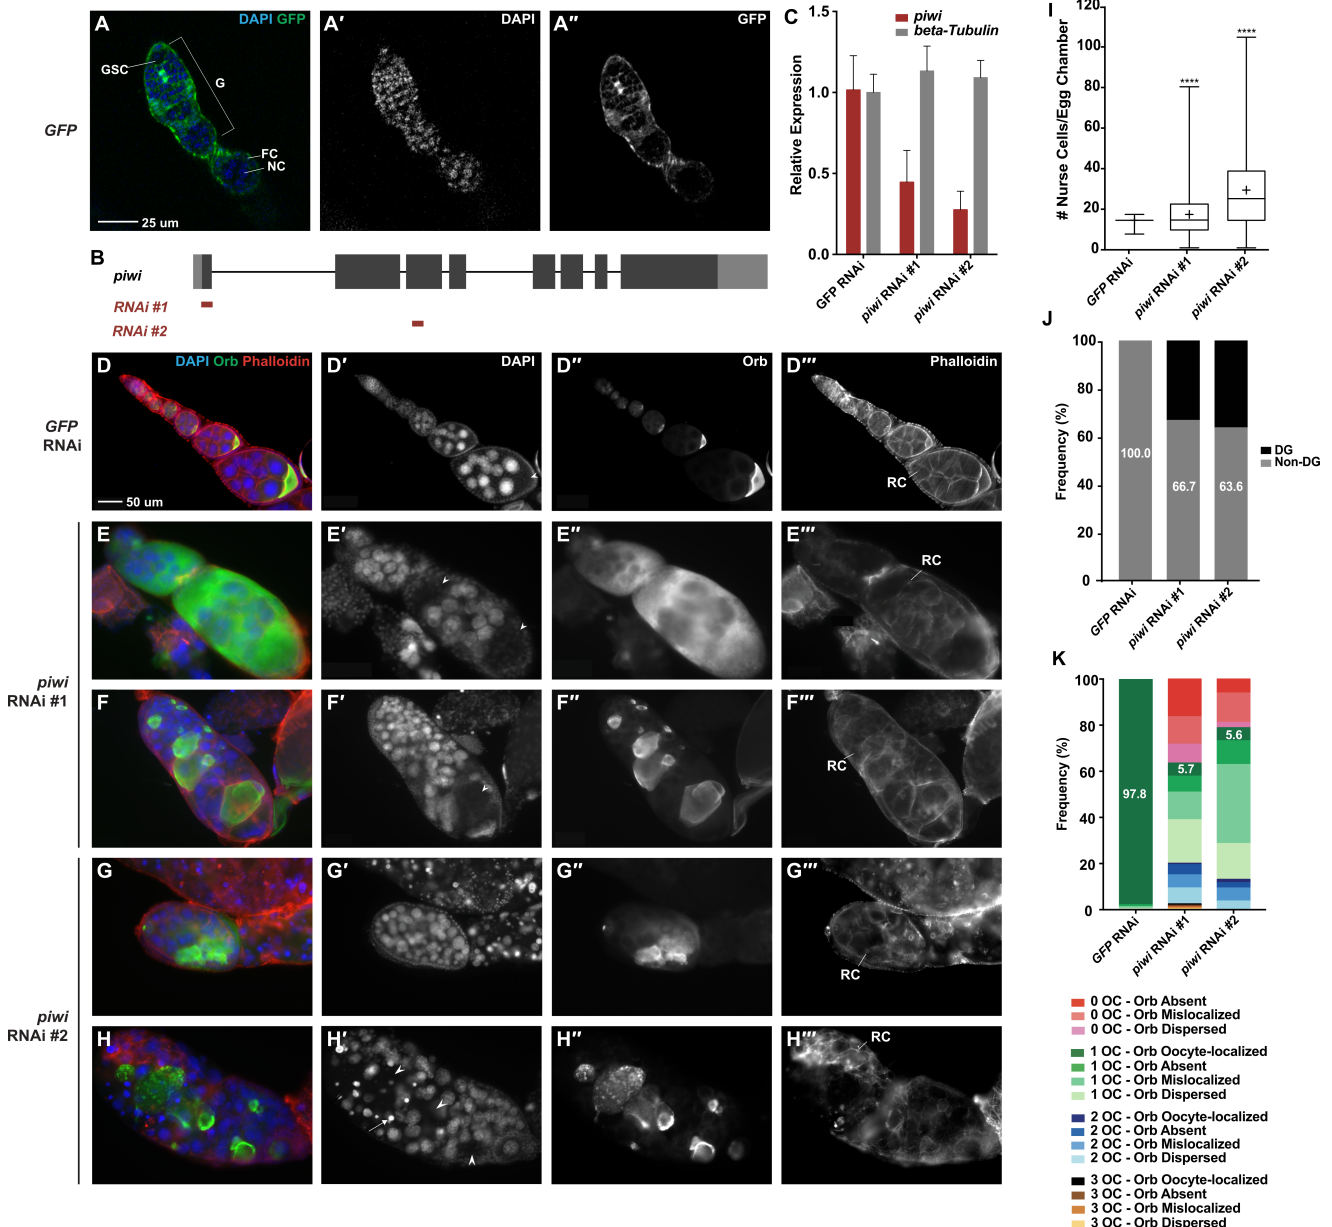 A
DAPI GFP
GSC
G
FC
NC
25 um
A′
DAPI
A″
GFP
GFP
B
piwi
RNAi #1
RNAi #2
C
piwi
beta-Tubulin
Relative Expression
1.5
1.0
0.5
0.0
GFP RNAi
piwi RNAi #1
piwi RNAi #2
D
DAPI Orb Phalloidin
50 um
D′
DAPI
D″
Orb
D‴
Phalloidin
RC
GFP
RNAi
E
E′
E″
E‴
RC
piwi
RNAi #1
F
F′
F″
F‴
RC
G
G′
G″
G‴
RC
piwi
RNAi #2
H
H′
H″
H‴
RC
I
# Nurse Cells/Egg Chamber
120
100
80
60
40
20
0
****
****
GFP RNAi
piwi RNAi #1
piwi RNAi #2
J
Frequency (%)
100
80
60
40
20
0
100.0
66.7
63.6
DG
Non-DG
GFP RNAi
piwi RNAi #1
piwi RNAi #2
K
Frequency (%)
100
80
60
40
20
0
97.8
5.7
5.6
GFP RNAi
piwi RNAi #1
piwi RNAi #2
0 OC - Orb Absent
0 OC - Orb Mislocalized
0 OC - Orb Dispersed
1 OC - Orb Oocyte-localized
1 OC - Orb Absent
1 OC - Orb Mislocalized
1 OC - Orb Dispersed
2 OC - Orb Oocyte-localized
2 OC - Orb Absent
2 OC - Orb Mislocalized
2 OC - Orb Dispersed
3 OC - Orb Oocyte-localized
3 OC - Orb Absent
3 OC - Orb Mislocalized
3 OC - Orb Dispersed